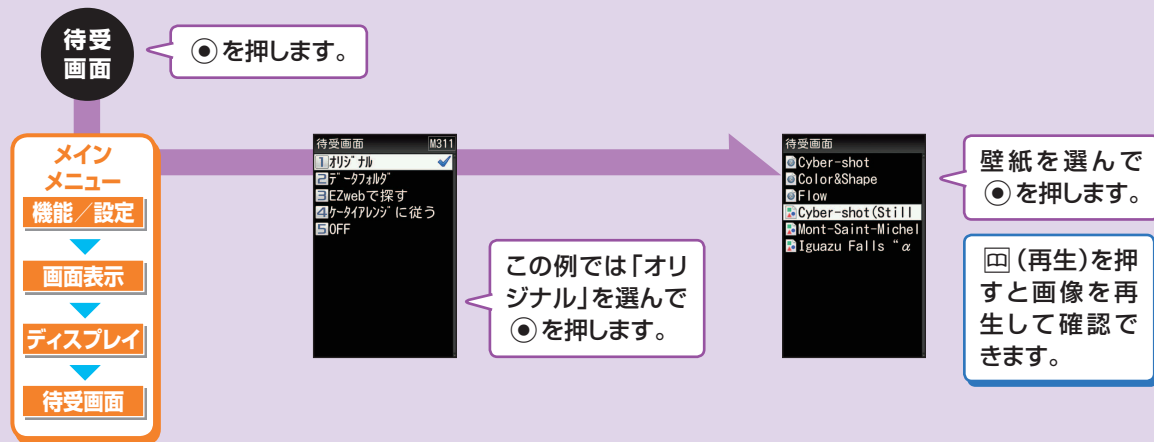 待受
画面
●を押します。
メイン
メニュー
機能／設定
画面表示
ディスプレイ
待受画面
待受画面 M311
1オリジナル
2データフォルダ
3EZwebで探す
4ケータイアレンジに従う
5OFF
この例では「オリ
ジナル」を選んで
●を押します。
待受画面
Cyber-shot
Color&Shape
Flow
Cyber-shot(Still
Mont-Saint-Michel
Iguazu Falls “α
壁紙を選んで
●を押します。
(再生)を押
すと画像を再
生して確認で
きます。